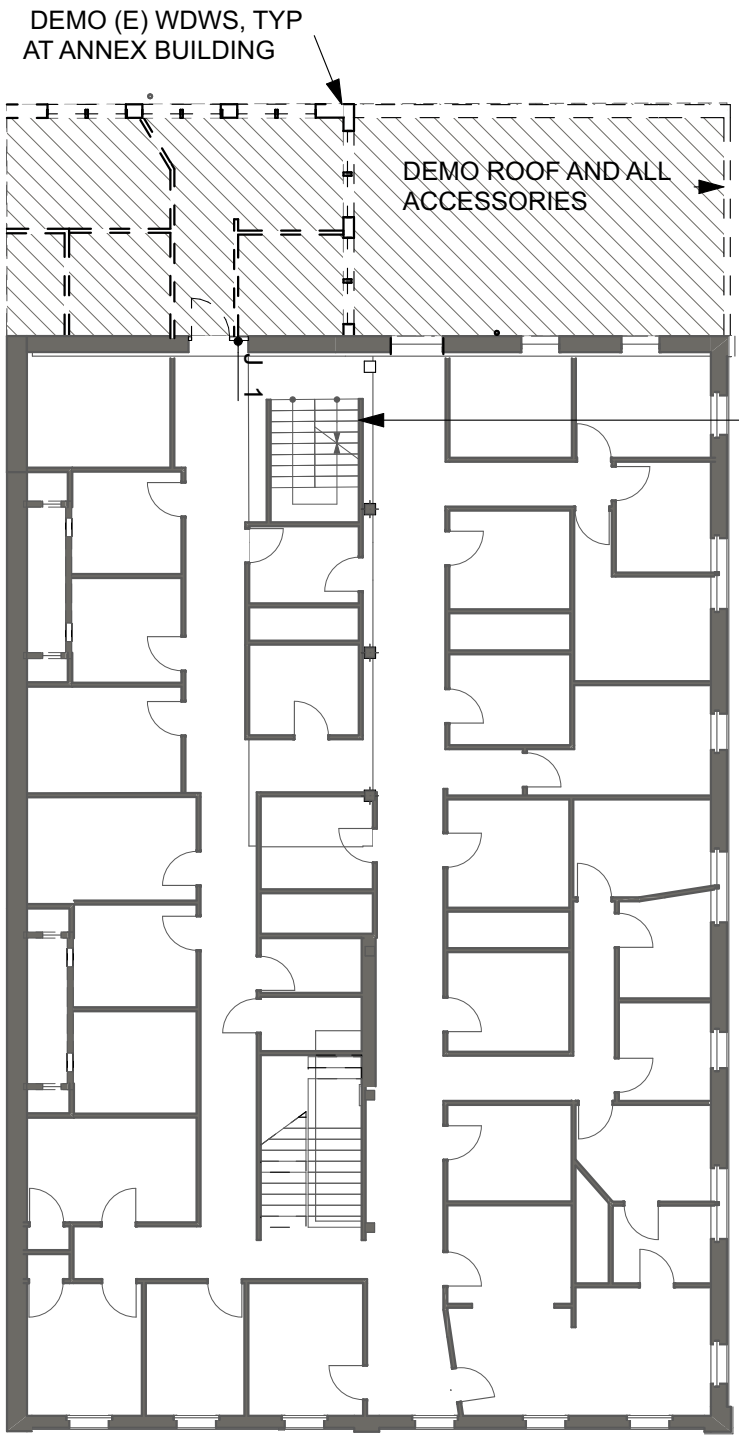 DEMO (E) WDWS, TYP
AT ANNEX BUILDING
DEMO ROOF AND ALL
ACCESSORIES